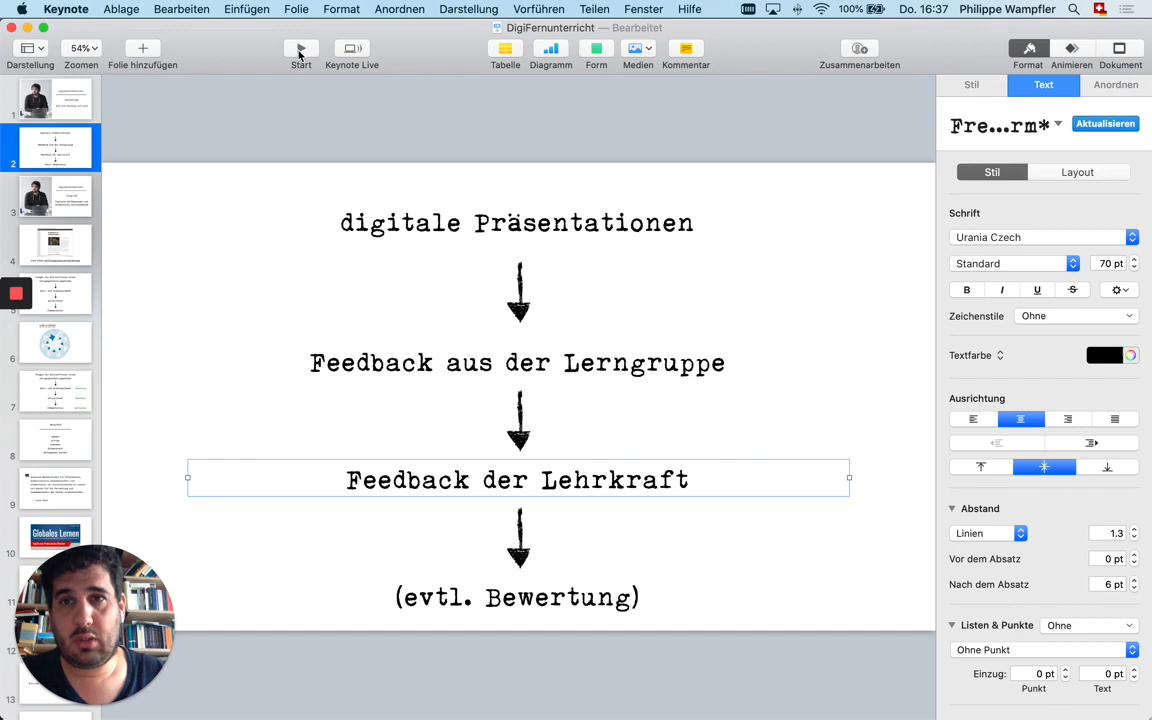 Keynote Ablage Bearbeiten Einfügen Folie Format Anordnen Darstellung Vorführen Teilen Fenster Hilfe 100% Do. 16:37 Philippe Wampfler
DigiFernunterricht — Bearbeitet
54%
Darstellung Zoomen Folie hinzufügen Start Keynote Live Tabelle Diagramm Form Medien Kommentar Zusammenarbeiten Format Animieren Dokument
Stil Text Anordnen
Fre...rm* Aktualisieren
Stil Layout
Schrift
Urania Czech
Standard 70 pt
B I U S
Zeichenstile Ohne
Textfarbe
Ausrichtung
Abstand
Linien 1.3
Vor dem Absatz 0 pt
Nach dem Absatz 6 pt
Listen & Punkte Ohne
Ohne Punkt
Einzug: 0 pt 0 pt
Punkt Text
1
2
3
4
5
6
7
8
9
10
Globales Lernen
11
12
13
digitale Präsentationen
Feedback aus der Lerngruppe
Feedback der Lehrkraft
(evtl. Bewertung)